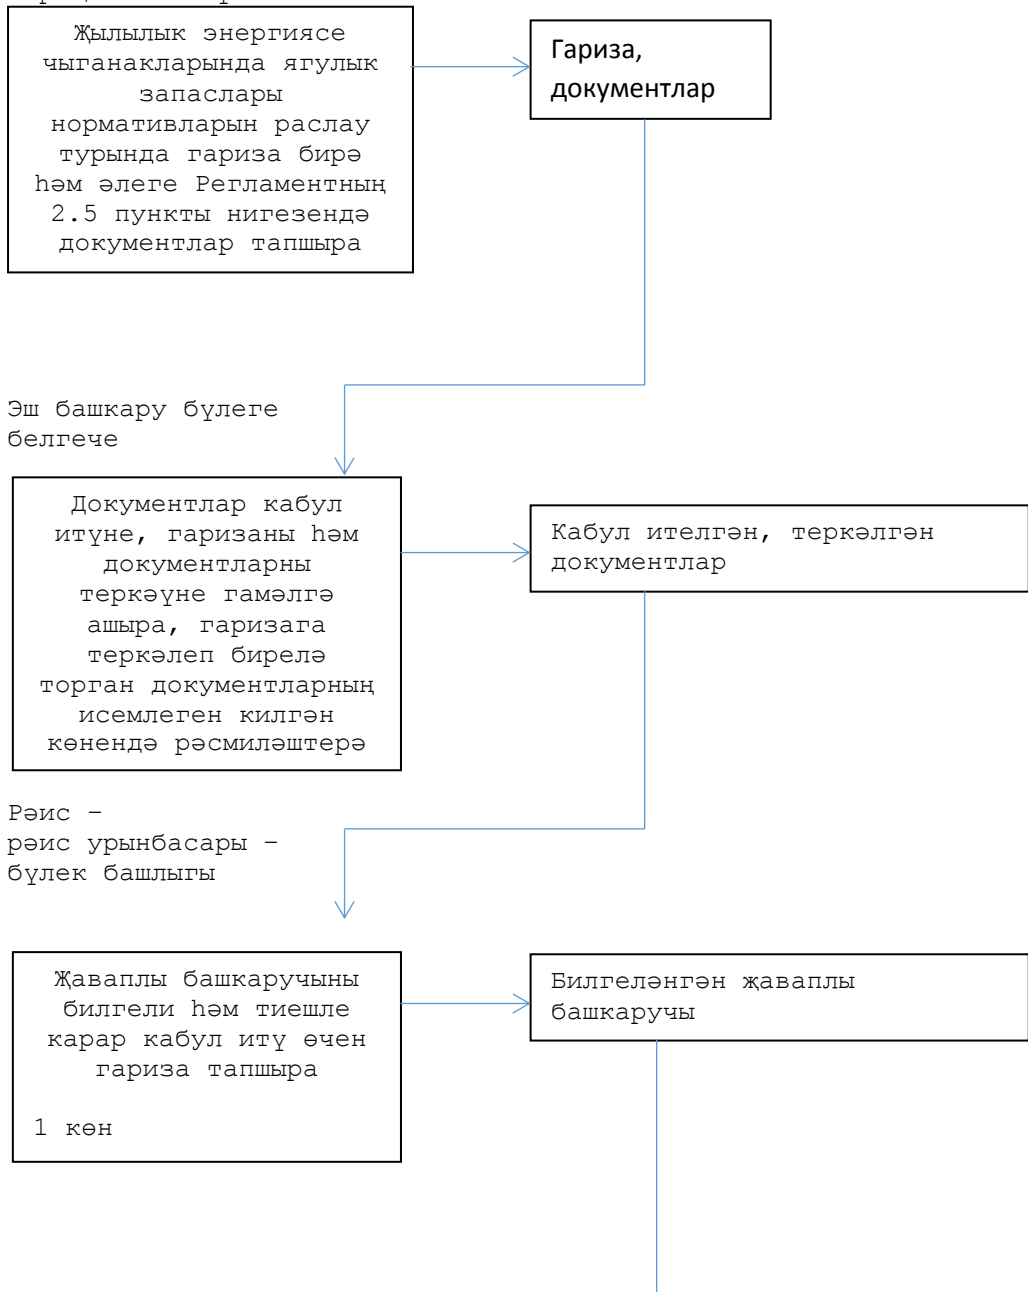 Җылылык энергиясе
чыганакларында ягулык
запаслары
нормативларын раслау
турында гариза бирә
һәм әлеге Регламентның
2.5 пункты нигезендә
документлар тапшыра
Гариза,
документлар
Эш башкару бүлеге
белгече
Документлар кабул
итүне, гаризаны һәм
документларны
теркәүне гамәлгә
ашыра, гаризага
теркәлеп бирелә
торган документларның
исемлеген килгән
көнендә рәсмиләштерә
Кабул ителгән, теркәлгән
документлар
Рәис –
рәис урынбасары –
бүлек башлыгы
Җаваплы башкаручыны
билгели һәм тиешле
карар кабул итү өчен
гариза тапшыра
1 көн
Билгеләнгән җаваплы
башкаручы